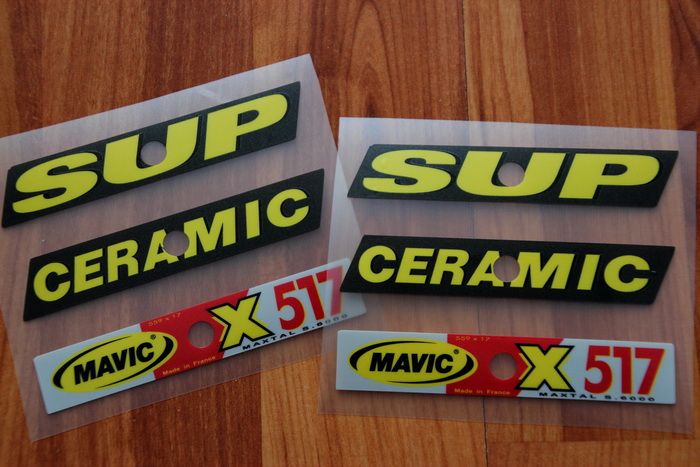 SUP
CERAMIC
559 x 17
MAVIC® X 517
Made in France MAXTAL S.6000
SUP
CERAMIC
559 x 17
MAVIC® X 517
Made in France MAXTAL S.6000